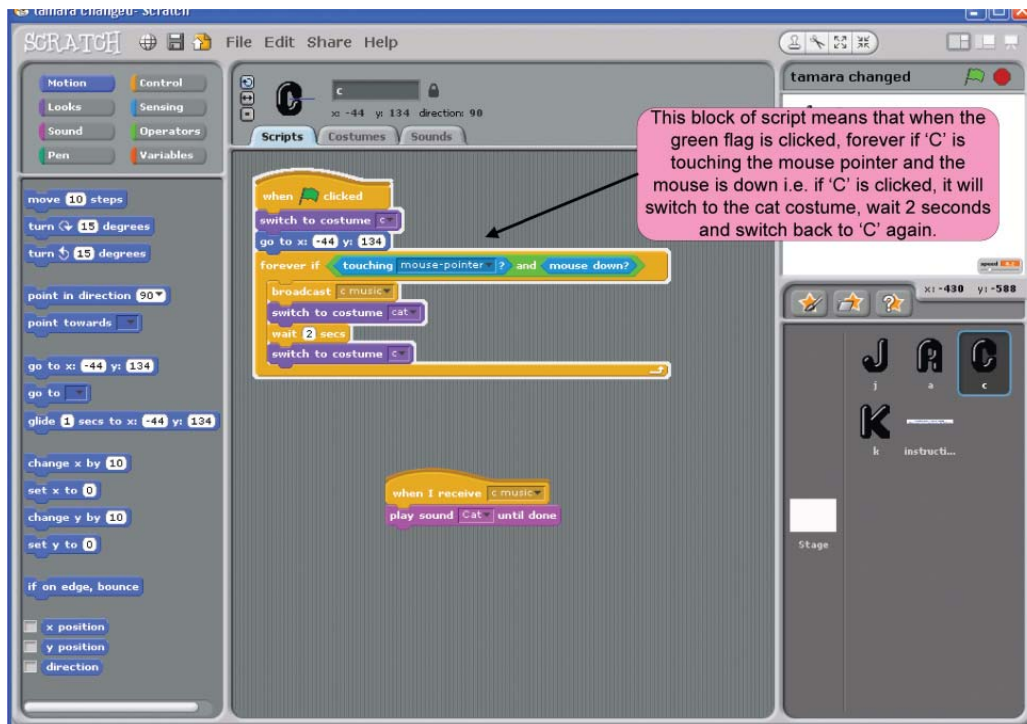 tamara changed- Scratch
SCRATCH File Edit Share Help
Motion Control
Looks Sensing
Sound Operators
Pen Variables
move 10 steps
turn 15 degrees
turn 15 degrees
point in direction 90
point towards
go to x: -44 y: 134
go to
glide 1 secs to x: -44 y: 134
change x by 10
set x to 0
change y by 10
set y to 0
if on edge, bounce
x position
y position
direction
c
x: -44 y: 134 direction: 90
Scripts Costumes Sounds
when clicked
switch to costume c
go to x: -44 y: 134
forever if touching mouse-pointer ? and mouse down?
broadcast c music
switch to costume cat
wait 2 secs
switch to costume c
when I receive c music
play sound Cat until done
This block of script means that when the
green flag is clicked, forever if ‘C’ is
touching the mouse pointer and the
mouse is down i.e. if ‘C’ is clicked, it will
switch to the cat costume, wait 2 seconds
and switch back to ‘C’ again.
tamara changed
speed
x: -430 y: -588
J A C
j a c
K
k instructi...
Stage